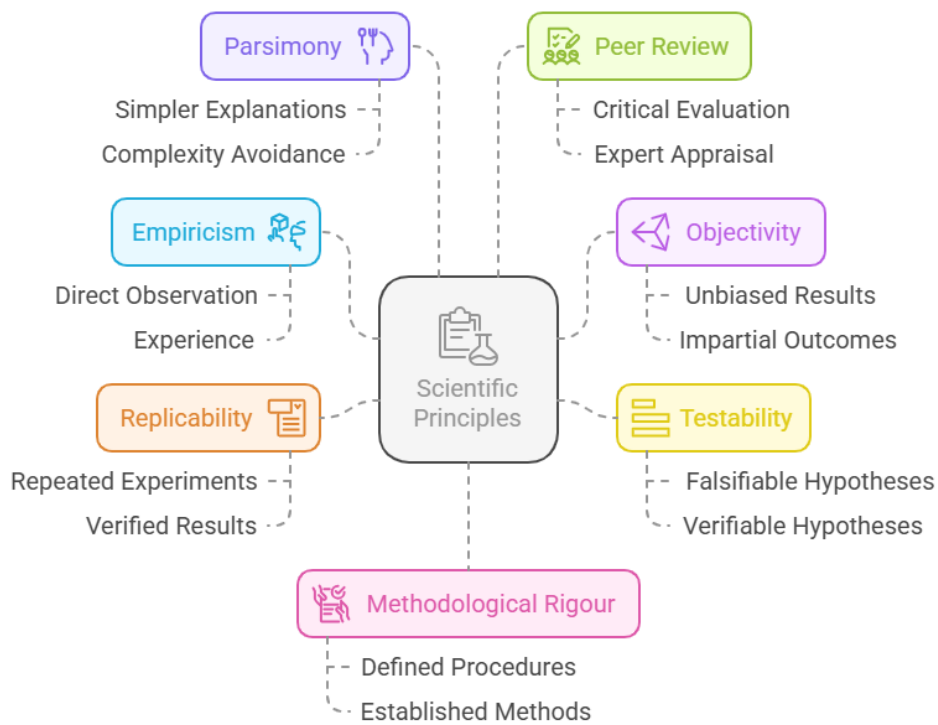 Parsimony
Simpler Explanations
Complexity Avoidance
Peer Review
Critical Evaluation
Expert Appraisal
Empiricism
Direct Observation
Experience
Objectivity
Unbiased Results
Impartial Outcomes
Scientific
Principles
Replicability
Repeated Experiments
Verified Results
Testability
Falsifiable Hypotheses
Verifiable Hypotheses
Methodological Rigour
Defined Procedures
Established Methods